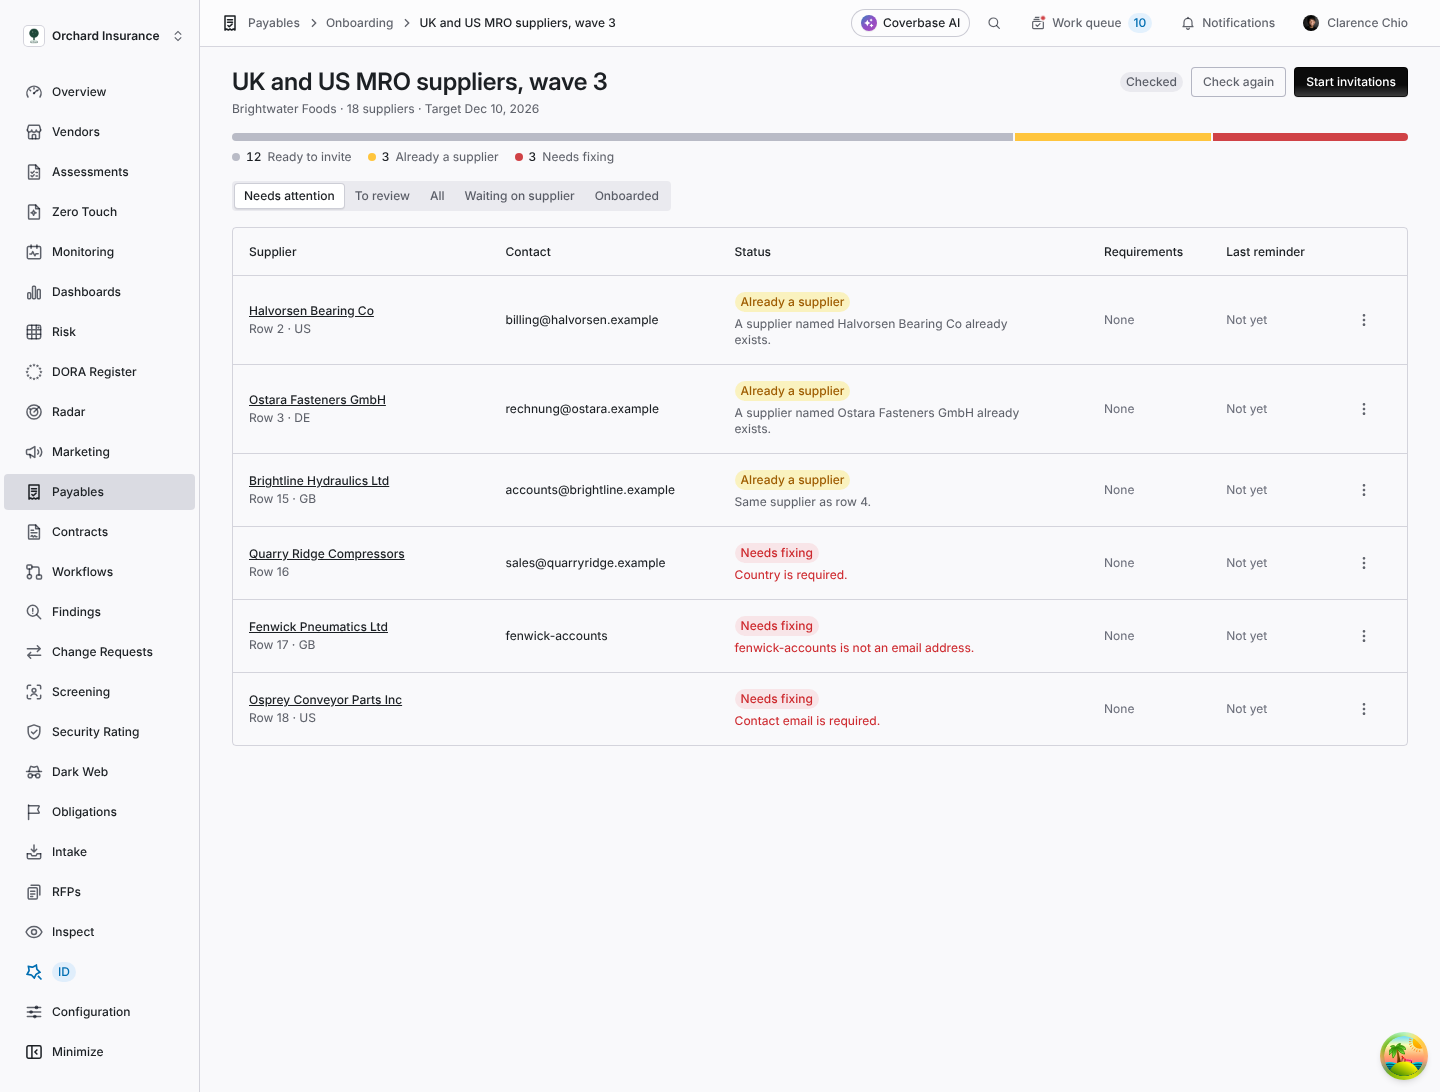 Orchard Insurance
Overview
Vendors
Assessments
Zero Touch
Monitoring
Dashboards
Risk
DORA Register
Radar
Marketing
Payables
Contracts
Workflows
Findings
Change Requests
Screening
Security Rating
Dark Web
Obligations
Intake
RFPs
Inspect
ID
Configuration
Minimize
Payables > Onboarding > UK and US MRO suppliers, wave 3
Coverbase AI
Work queue 10
Notifications
Clarence Chio
UK and US MRO suppliers, wave 3
Brightwater Foods · 18 suppliers · Target Dec 10, 2026
Checked
Check again
Start invitations
12 Ready to invite
3 Already a supplier
3 Needs fixing
Needs attention
To review
All
Waiting on supplier
Onboarded
Supplier Contact Status Requirements Last reminder
Halvorsen Bearing Co
Row 2 · US
billing@halvorsen.example
Already a supplier
A supplier named Halvorsen Bearing Co already
exists.
None
Not yet
Ostara Fasteners GmbH
Row 3 · DE
rechnung@ostara.example
Already a supplier
A supplier named Ostara Fasteners GmbH already
exists.
None
Not yet
Brightline Hydraulics Ltd
Row 15 · GB
accounts@brightline.example
Already a supplier
Same supplier as row 4.
None
Not yet
Quarry Ridge Compressors
Row 16
sales@quarryridge.example
Needs fixing
Country is required.
None
Not yet
Fenwick Pneumatics Ltd
Row 17 · GB
fenwick-accounts
Needs fixing
fenwick-accounts is not an email address.
None
Not yet
Osprey Conveyor Parts Inc
Row 18 · US
Needs fixing
Contact email is required.
None
Not yet